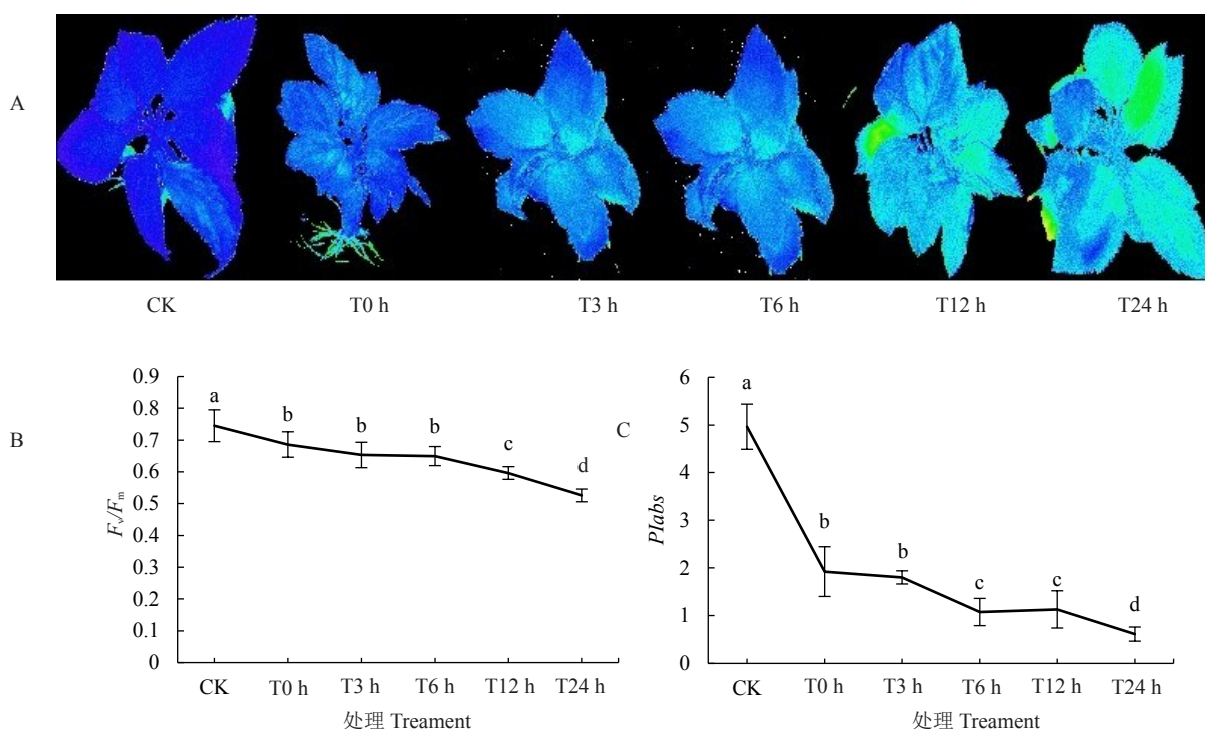 A
CK T0 h T3 h T6 h T12 h T24 h
B
Fv/Fm
0.9
0.8
0.7
0.6
0.5
0.4
0.3
0.2
0.1
0
a b b b c d
CK T0 h T3 h T6 h T12 h T24 h
处理 Treament
C
PIabs
6
5
4
3
2
1
0
a b b c c d
CK T0 h T3 h T6 h T12 h T24 h
处理 Treament